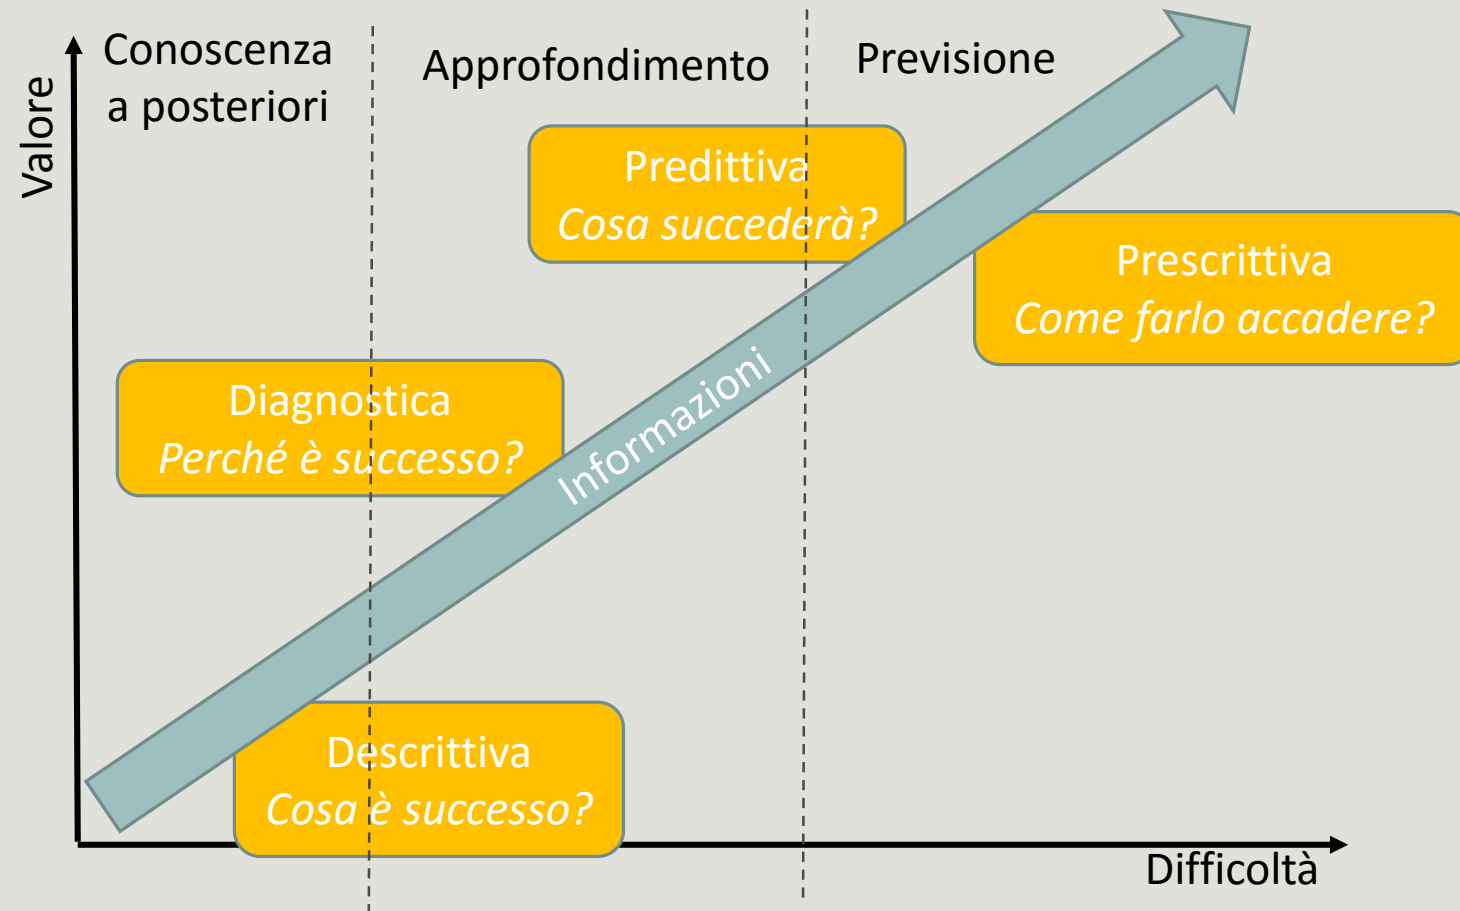 Valore
Conoscenza
a posteriori
Approfondimento
Previsione
Predittiva
Cosa succederà?
Prescrittiva
Come farlo accadere?
Diagnostica
Perché è successo?
Informazioni
Descrittiva
Cosa è successo?
Difficoltà